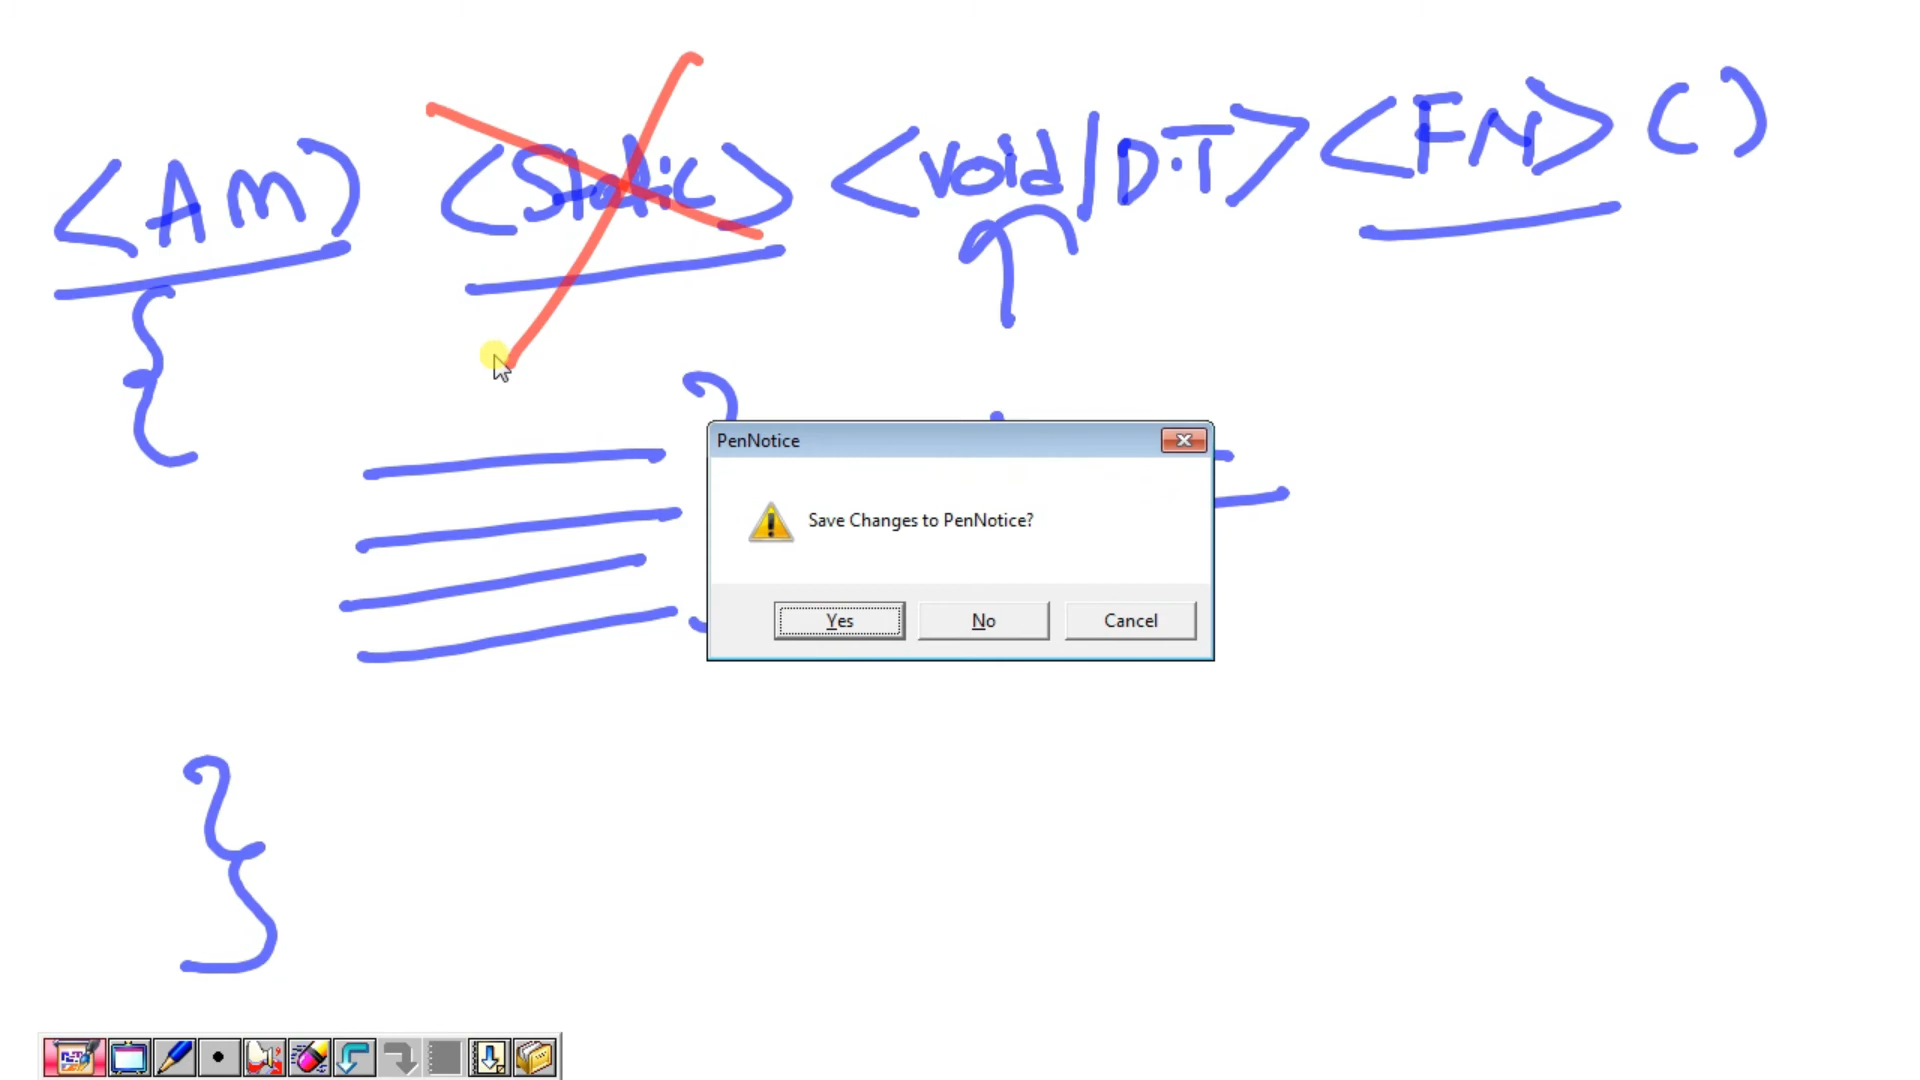 <AM) <Static> <void/D.T> <FN> ()
{
PenNotice
Save Changes to PenNotice?
Yes No Cancel
}